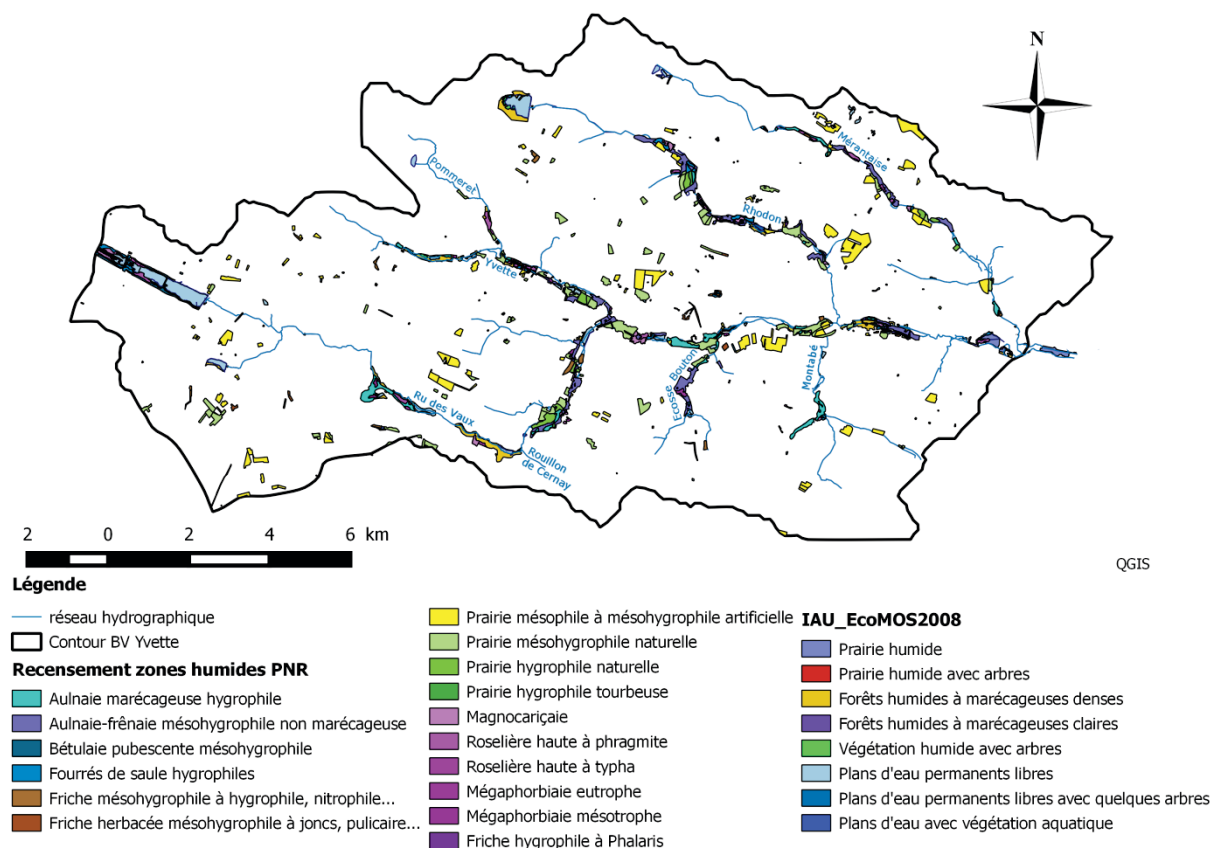 N
Mérantaise
Pommeret
Rhodon
Yvette
Ecosse Bouton
Montabé
Ru des Vaux
Rouillon
de Cernay
2 0 2 4 6 km
QGIS
Légende
réseau hydrographique
Contour BV Yvette
Recensement zones humides PNR
Aulnaie marécageuse hygrophile
Aulnaie-frênaie mésohygrophile non marécageuse
Bétulaie pubescente mésohygrophile
Fourrés de saule hygrophiles
Friche mésohygrophile à hygrophile, nitrophile...
Friche herbacée mésohygrophile à joncs, pulicaire...
Prairie mésophile à mésohygrophile artificielle
Prairie mésohygrophile naturelle
Prairie hygrophile naturelle
Prairie hygrophile tourbeuse
Magnocariçaie
Roselière haute à phragmite
Roselière haute à typha
Mégaphorbiaie eutrophe
Mégaphorbiaie mésotrophe
Friche hygrophile à Phalaris
IAU_EcoMOS2008
Prairie humide
Prairie humide avec arbres
Forêts humides à marécageuses denses
Forêts humides à marécageuses claires
Végétation humide avec arbres
Plans d'eau permanents libres
Plans d'eau permanents libres avec quelques arbres
Plans d'eau avec végétation aquatique